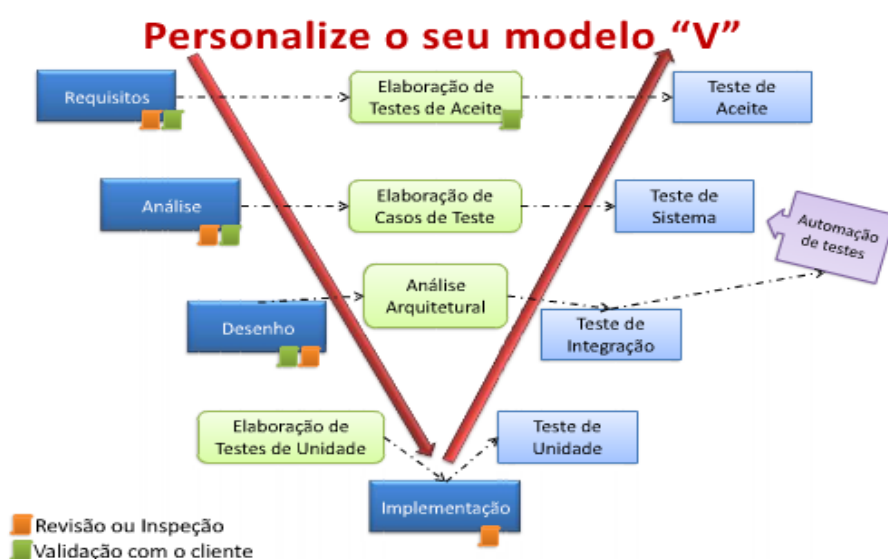 Personalize o seu modelo “V”
Requisitos
Elaboração de
Testes de Aceite
Teste de
Aceite
Análise
Elaboração de
Casos de Teste
Teste de
Sistema
Automação
de testes
Desenho
Análise
Arquitetural
Teste de
Integração
Elaboração de
Testes de Unidade
Teste de
Unidade
Implementação
Revisão ou Inspeção
Validação com o cliente